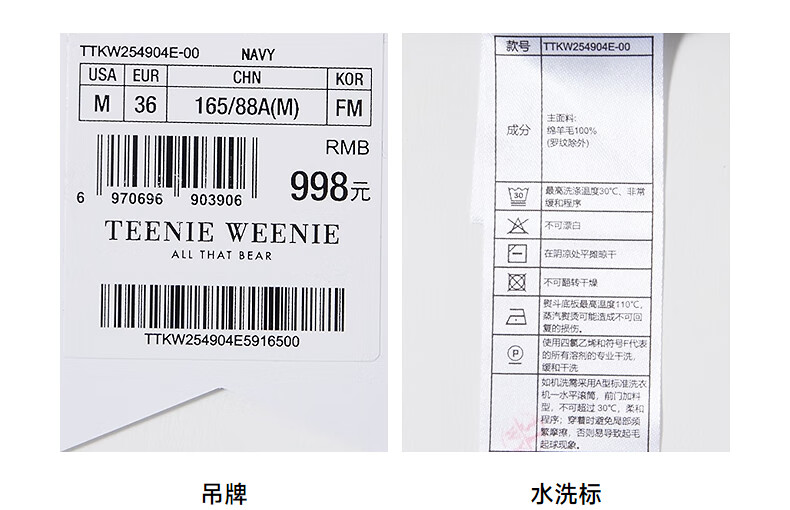 TTKW254904E-00 NAVY
USA EUR CHN KOR
M 36 165/88A(M) FM
RMB
998元
6 970696 903906
TEENIE WEENIE
ALL THAT BEAR
TTKW254904E5916500
吊牌
款号 TTKW254904E-00
成分
主面料:
绵羊毛100%
(罗纹除外)
30
最高洗涤温度30℃,非常
缓和程序
不可漂白
在阴凉处平摊晾干
不可翻转干燥
熨斗底板最高温度110℃,
蒸汽熨烫可能造成不可回
复的损伤。
P
使用四氯乙烯和符号F代表
的所有溶剂的专业干洗,
缓和干洗
如机洗需采用A型标准洗衣
机—水平滚筒,前门加料
型,不可超过 30℃,柔和
程序;穿着时避免局部频
繁摩擦,否则易导致起毛
起球现象。
水洗标